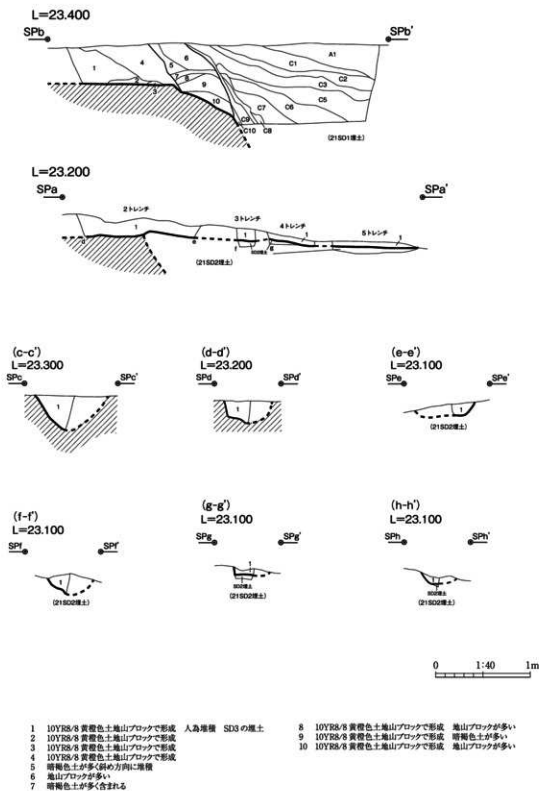 L=23.400
SPb SPb'
1 4 5 6 A1
C1 C2
7 8 9 C3
2 C5
3 10 C7 C6
C9
C10 C8
(21SD1埋土)
L=23.200
SPa SPa'
2トレンチ 3トレンチ 4トレンチ 5トレンチ
1 1 1 1
d e f g
(21SD2埋土) SD2埋土
(c-c') (d-d') (e-e')
L=23.300 L=23.200 L=23.100
SPc SPc' SPd SPd' SPe SPe'
1 1 1
(21SD2埋土)
(f-f') (g-g') (h-h')
L=23.100 L=23.100 L=23.100
SPf SPf' SPg SPg' SPh SPh'
1 1
SD2埋土 SD2埋土
(21SD2埋土) (21SD2埋土) (21SD2埋土)
0 1:40 1m
1 10YR8/8 黄橙色土地山ブロックで形成 人為堆積 SD3の埋土
2 10YR8/8 黄橙色土地山ブロックで形成
3 10YR8/8 黄橙色土地山ブロックで形成
4 10YR8/8 黄橙色土地山ブロックで形成
5 暗褐色土が多く斜め方向に堆積
6 地山ブロックが多い
7 暗褐色土が多く含まれる
8 10YR8/8 黄橙色土地山ブロックで形成 地山ブロックが多い
9 10YR8/8 黄橙色土地山ブロックで形成 暗褐色土が多い
10 10YR8/8 黄橙色土地山ブロックで形成 地山ブロックが多い